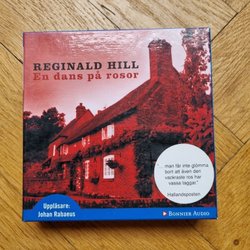 REGINALD HILL
En dans på rosor
"... man får inte glömma
bort att även den
vackraste ros har
vassa taggar."
Hallandsposten
Uppläsare:
Johan Rabaeus
BONNIER AUDIO